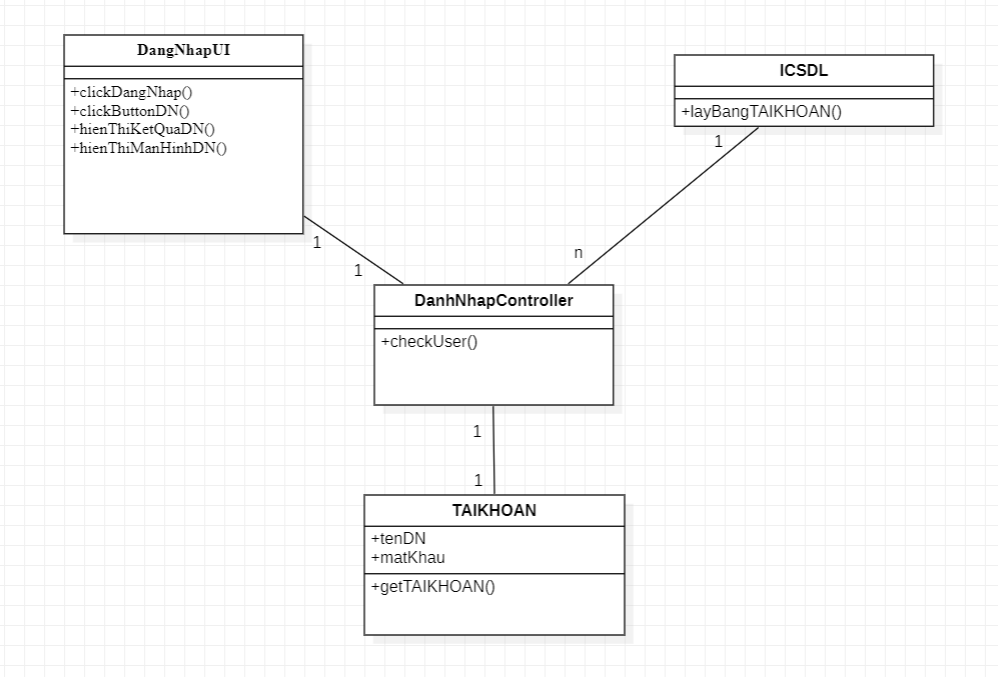 DangNhapUI
+clickDangNhap()
+clickButtonDN()
+hienThiKetQuaDN()
+hienThiManHinhDN()
ICSDL
+layBangTAIKHOAN()
1
n
1
1
DanhNhapController
+checkUser()
1
1
TAIKHOAN
+tenDN
+matKhau
+getTAIKHOAN()